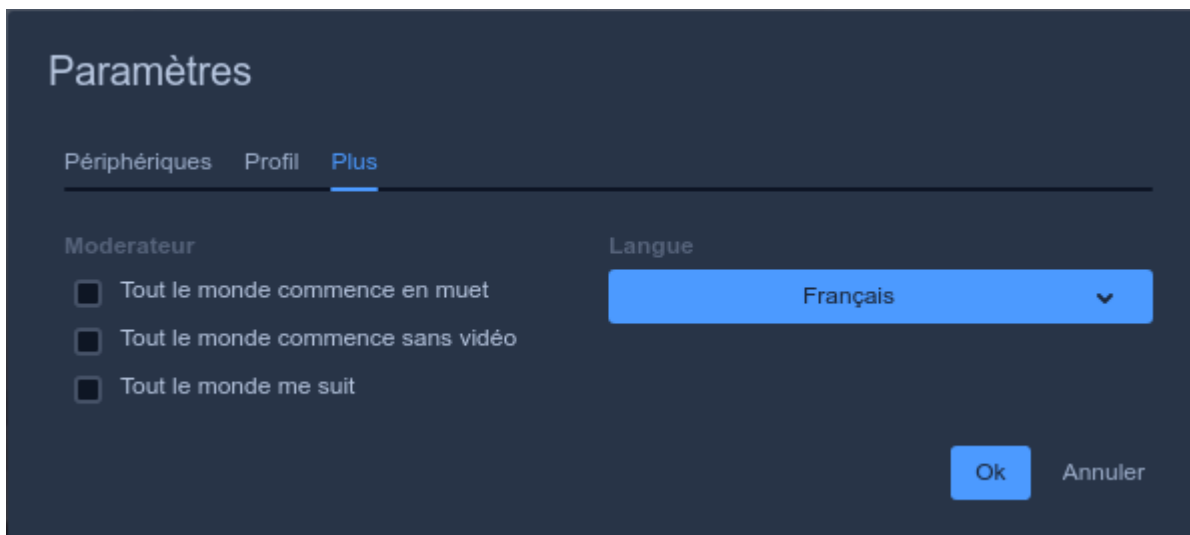 Paramètres
Périphériques Profil Plus
Moderateur
Tout le monde commence en muet
Tout le monde commence sans vidéo
Tout le monde me suit
Langue
Français
Ok Annuler